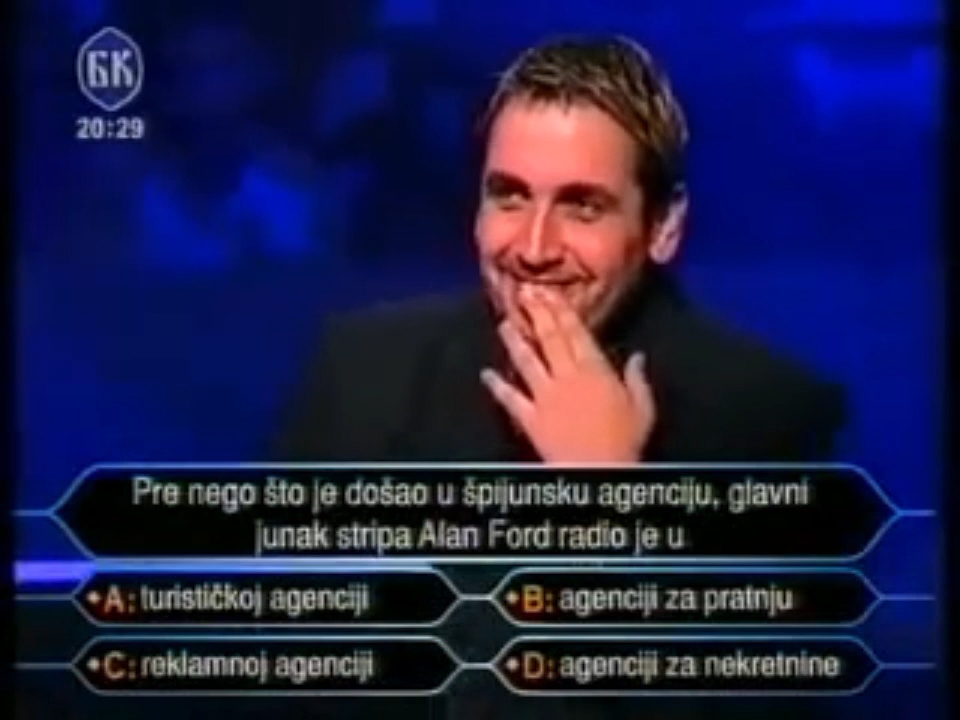 БК
20:29
Pre nego što je došao u špijunsku agenciju, glavni
junak stripa Alan Ford radio je u
A: turističkoj agenciji
B: agenciji za pratnju
C: reklamnoj agenciji
D: agenciji za nekretnine